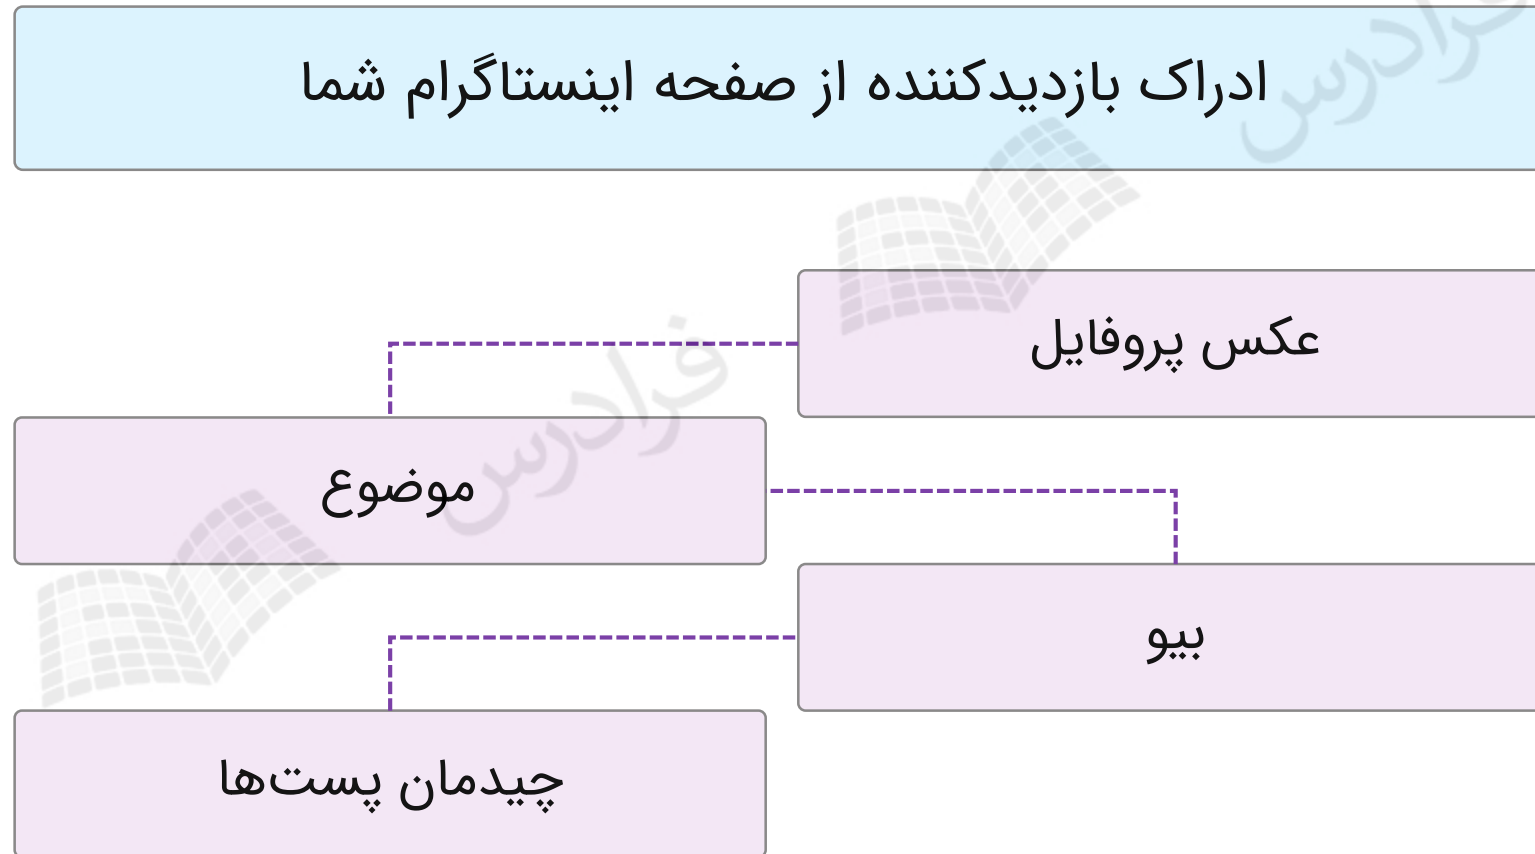 ادراک بازدیدکننده از صفحه اینستاگرام شما
فرادرس
عکس پروفایل
فرادرس
موضوع
بیو
چیدمان پست‌ها